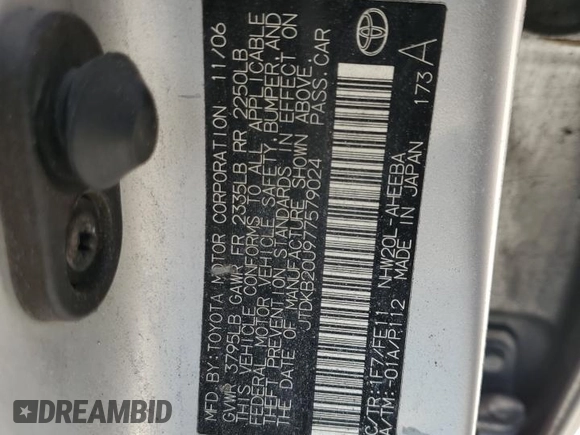 MFD BY: TOYOTA MOTOR CORPORATION 11/06
GVWR 3795LB GAWR FR 2335LB RR 2250LB
THIS VEHICLE CONFORMS TO ALL APPLICABLE
FEDERAL MOTOR VEHICLE SAFETY, BUMPER, AND
THEFT PREVENTION STANDARDS IN EFFECT ON
THE DATE OF MANUFACTURE SHOWN ABOVE
JTDKB20U977579024 PASS. CAR
C/TR: 1F7/FE11 NHW20L-AHEEBA
A/TM: -01A/P112 MADE IN JAPAN
173 A
TOYOTA
© DREAMBID